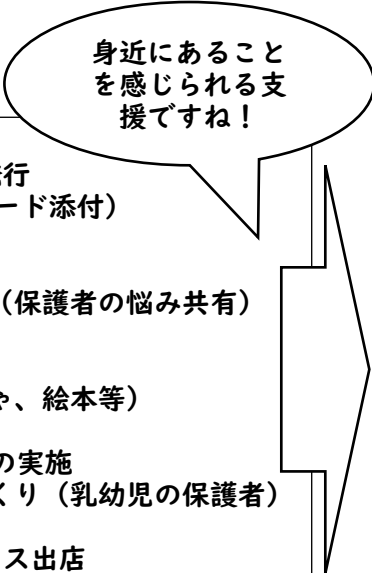 身近にあること
を感じられる支
援ですね！
行
ード添付）
（保護者の悩み共有）
、絵本等）
の実施
くり（乳幼児の保護者）
ス出店